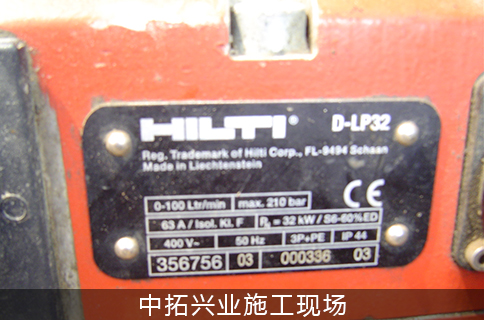 HILTI® D-LP32
Reg. Trademark of Hilti Corp., FL-9494 Schaan
Made in Liechtenstein
0-100 Ltr/min max. 210 bar
63 A / Isol. Kl. F P₂ = 32 kW / S6-60%ED
400 V~ 50 Hz 3P+PE IP 44
356756 03 000336 03
CE
中拓兴业施工现场